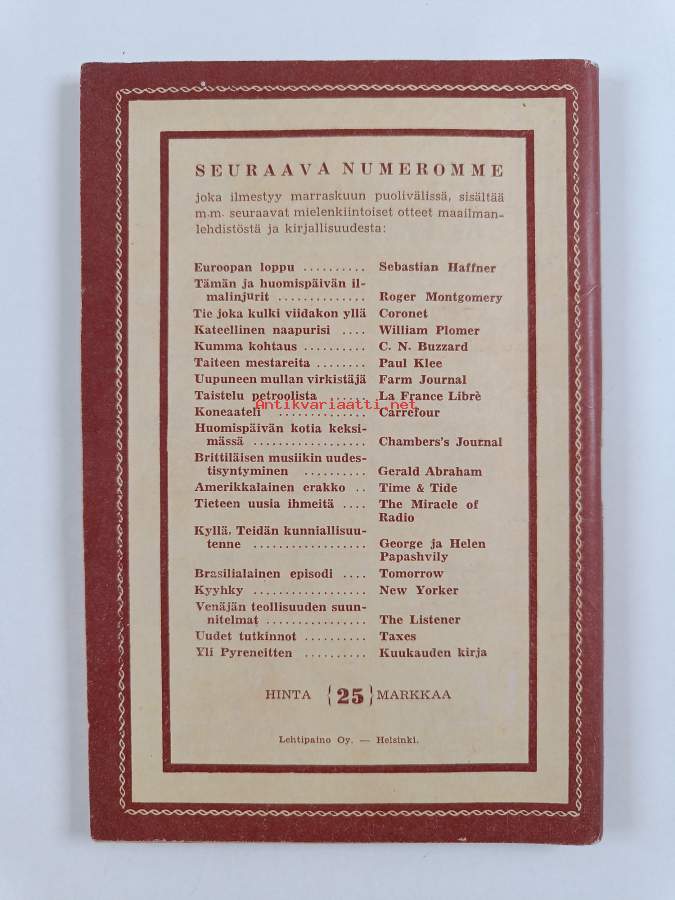 SEURAAVA NUMEROMME
joka ilmestyy marraskuun puolivälissä, sisältää
m.m. seuraavat mielenkiintoiset otteet maailman-
lehdistöstä ja kirjallisuudesta:
Euroopan loppu .......... Sebastian Haffner
Tämän ja huomispäivän il-
malinjurit .............. Roger Montgomery
Tie joka kulki viidakon yllä Coronet
Kateellinen naapurisi .... William Plomer
Kumma kohtaus .......... C. N. Buzzard
Taiteen mestareita ........ Paul Klee
Uupuneen mullan virkistäjä Farm Journal
Taistelu petroolista ...... La France Librè
Antikvariaatti.net
Koneaateli .............. Carrefour
Huomispäivän kotia keksi-
mässä .................. Chambers's Journal
Brittiläisen musiikin uudes-
tisyntyminen .......... Gerald Abraham
Amerikkalainen erakko .. Time & Tide
Tieteen uusia ihmeitä .... The Miracle of
Radio
Kyllä, Teidän kunniallisuu-
tenne .................. George ja Helen
Papashvily
Brasilialainen episodi .... Tomorrow
Kyyhky .................. New Yorker
Venäjän teollisuuden suun-
nitelmat ................ The Listener
Uudet tutkinnot .......... Taxes
Yli Pyreneitten .......... Kuukauden kirja
HINTA {25} MARKKAA
Lehtipaino Oy. — Helsinki.